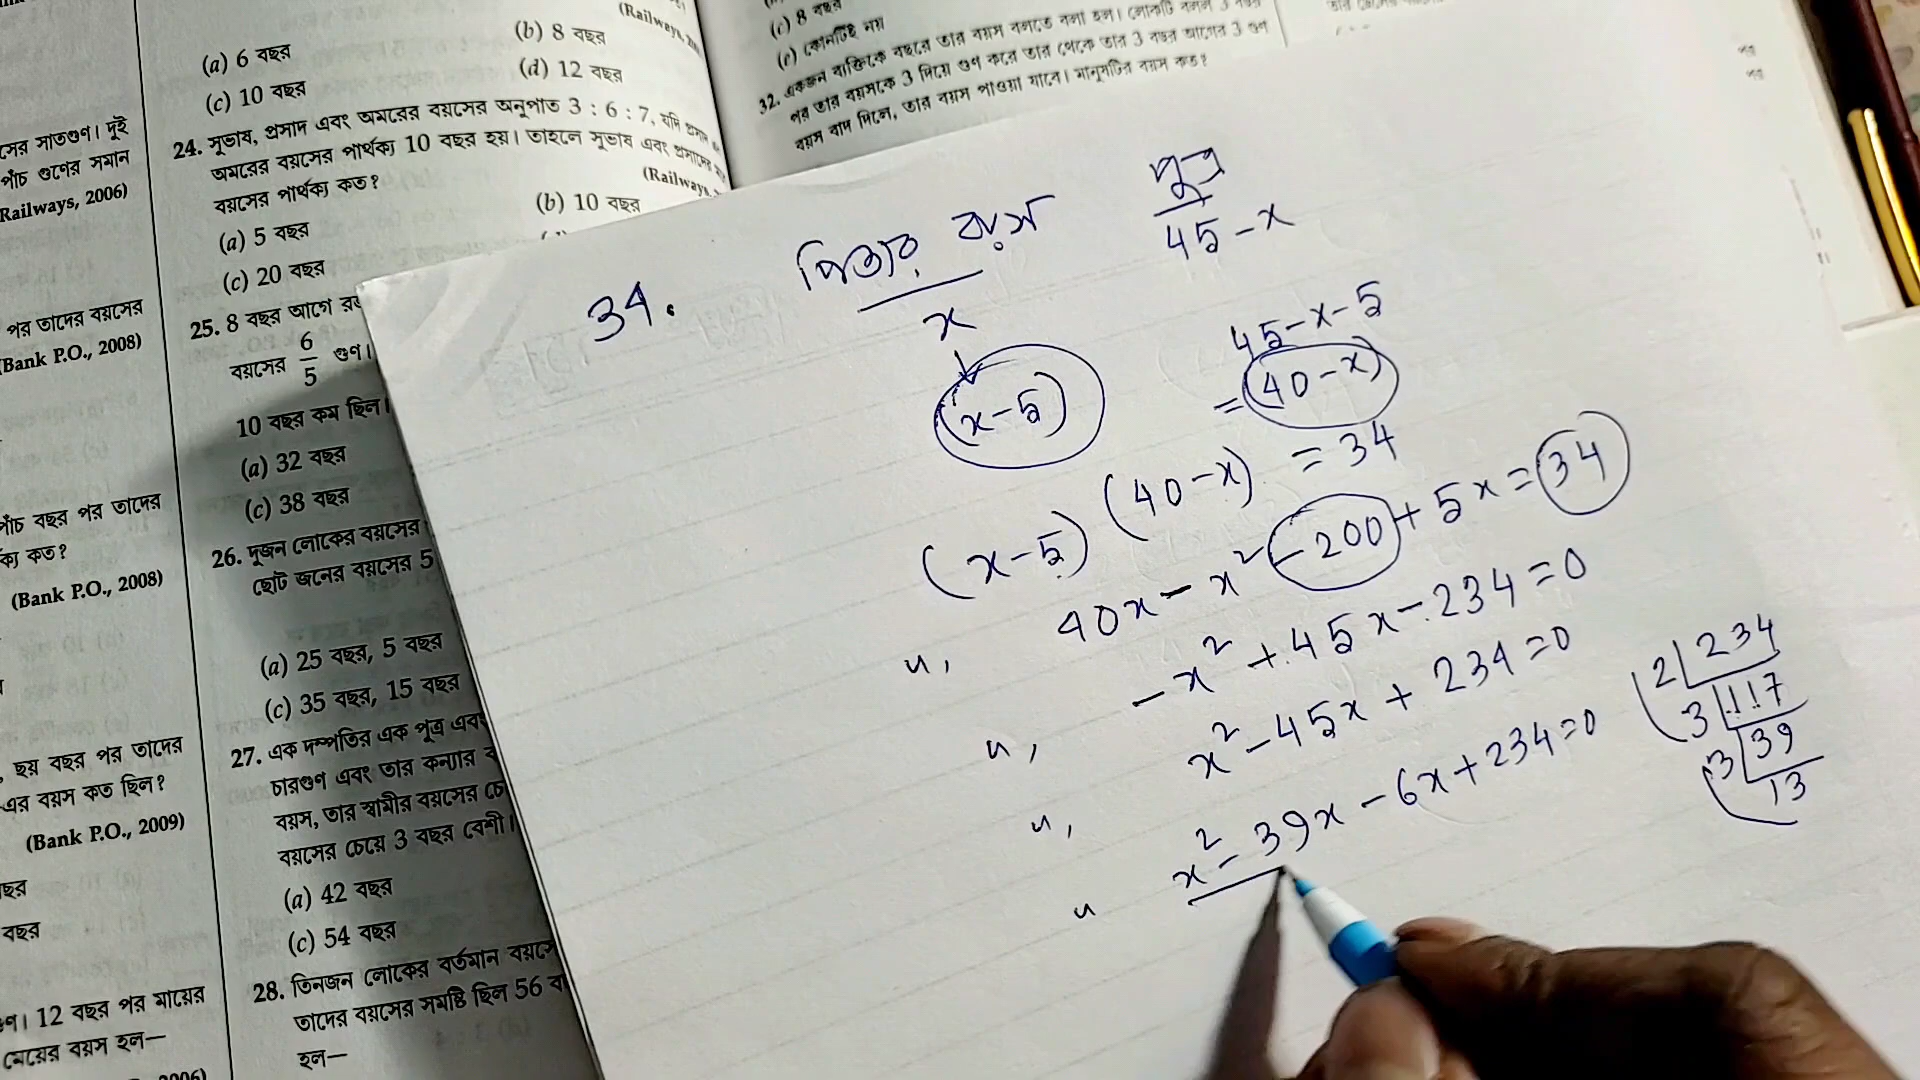 সের সাতগুণ। দুই
পাঁচ গুণের সমান
Railways, 2006)
পর তাদের বয়সের
(Bank P.O., 2008)
পাঁচ বছর পর তাদের
কত?
(Bank P.O., 2008)
, ছয় বছর পর তাদের
এর বয়স কত ছিল?
(Bank P.O., 2009)
ছর
বছর
12 বছর পর মায়ের
মেয়ের বয়স হল—
(Railways,
(a) 6 বছর
(b) 8 বছর
(c) 10 বছর
(d) 12 বছর
24. সুভাষ, প্রসাদ এবং অমরের বয়সের অনুপাত 3 : 6 : 7, যদি
অমরের বয়সের পার্থক্য 10 বছর হয়। তাহলে সুভাষ এবং প্রসাদের
বয়সের পার্থক্য কত?
(Railways,
(a) 5 বছর
(b) 10 বছর
(c) 20 বছর
25. 8 বছর আগে
বয়সের 6/5 গুণ।
10 বছর কম ছিল।
(a) 32 বছর
(c) 38 বছর
26. দুজন লোকের বয়সের
ছোট জনের বয়সের 5
(a) 25 বছর, 5 বছর
(c) 35 বছর, 15 বছর
27. এক দম্পতির এক পুত্র এবং
চারগুণ এবং তার কন্যার
বয়স, তার স্বামীর বয়সের
বয়সের চেয়ে 3 বছর বেশী।
(a) 42 বছর
(c) 54 বছর
28. তিনজন লোকের বর্তমান
তাদের বয়সের সমষ্টি ছিল 56
হল—
(c) 8 বছর
কোনটিই নয়
32. একজন ব্যক্তিকে বছরে তার বয়স বলতে বলা হল। লোকটি বলল 3 বছর
পর তার বয়সকে 3 দিয়ে গুণ করে তার থেকে তার 3 বছর আগের 3 গুণ
বয়স বাদ দিলে, তার বয়স পাওয়া যাবে। মানুষটির বয়স কত?
34. পিতার বয়স পুত্র
x 45-x
45-x-5
(x-5) = (40-x)
(x-5) (40-x) = 34
u, 40x - x² - 200 + 5x = 34
u, -x² + 45x - 234 = 0
u, x² - 45x + 234 = 0
u x² - 39x - 6x + 234 = 0
2 234
3 117
3 39
13